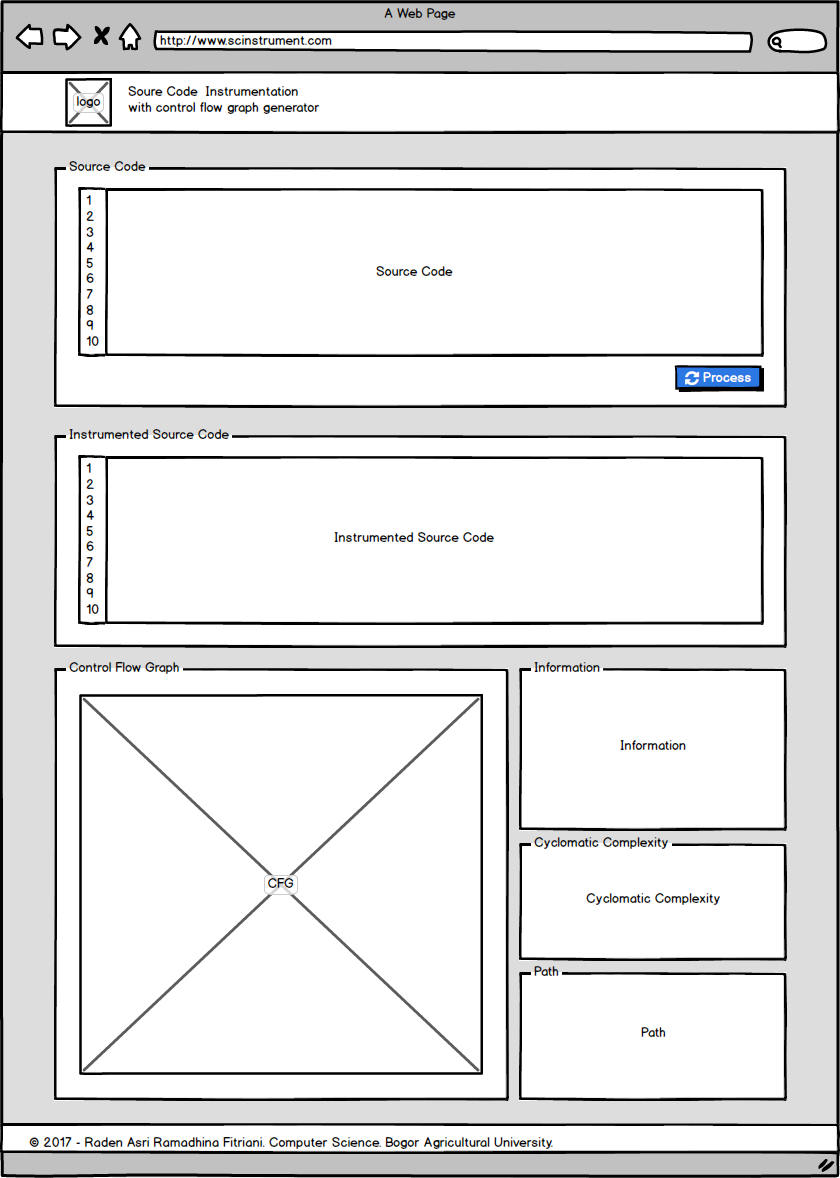 A Web Page
http://www.scinstrument.com
logo
Soure Code Instrumentation
with control flow graph generator
Source Code
1
2
3
4
5
6
7
8
9
10
Source Code
Process
Instrumented Source Code
1
2
3
4
5
6
7
8
9
10
Instrumented Source Code
Control Flow Graph
CFG
Information
Information
Cyclomatic Complexity
Cyclomatic Complexity
Path
Path
© 2017 - Raden Asri Ramadhina Fitriani. Computer Science. Bogor Agricultural University.